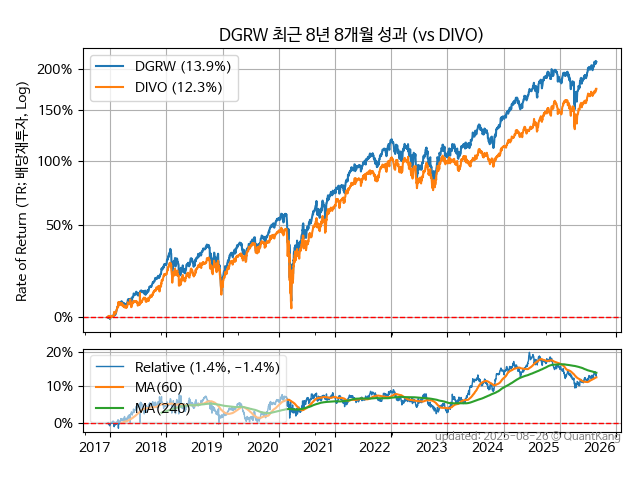 DGRW 최근 8년 8개월 성과 (vs DIVO)
Rate of Return (TR; 배당재투자, Log)
200%
150%
100%
50%
0%
DGRW (13.9%)
DIVO (12.3%)
20%
10%
0%
Relative (1.4%, −1.4%)
MA(60)
MA(240)
2017 2018 2019 2020 2021 2022 2023 2024 2025 2026
updated: 2025-08-26 © QuantKang